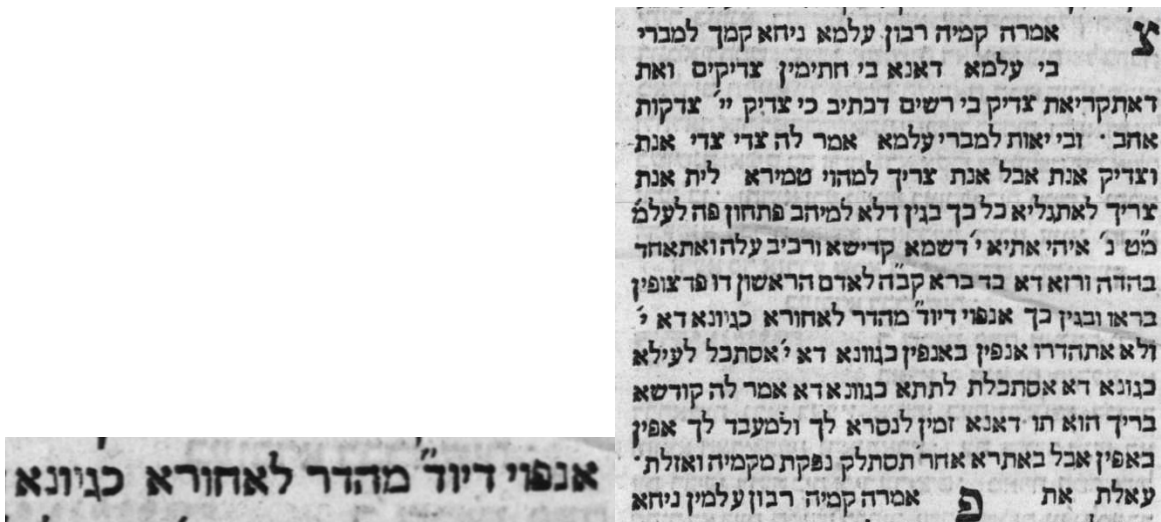 צ אמרה קמיה רבון עלמא ניחא קמך למברי
בי עלמא דאנא בי חתימין צדיקים ואת
דאתקריאת צדיק בי רשים דכתיב כי צדיק יי׳ צדקות
אהב · ובי יאות למברי עלמא אמר לה צדי צדי אנת
וצדיק אנת אבל אנת צריך למהוי טמירא לית אנת
צריך לאתגליא כל כך בגין דלא למיהב פתחון פה לעלמ׳
מ״ט נ׳ איהי אתיא י׳ דשמא קדישא ורכיב עלה ואתאחד
בהדה ורזא דא כד ברא קב״ה לאדם הראשון דו פרצופין
בראו ובגין כך אנפוי דיוד״ מהדר לאחורא כגוונא דא י׳
ולא אתהדרו אנפין באנפין כגוונא דא י׳ אסתכל לעילא
כגוונא דא אסתכלת לתתא כגוונא דא אמר לה קודשא
בריך הוא תו דאנא זמין לנסרא לך ולמעבד לך אפין
באפין אבל באתרא אחר׳ תסתלק נפקת מקמיה ואזלת ·
עאלת את פ אמרה קמיה רבון עלמין ניחא
אנפוי דיוד״ מהדר לאחורא כגוונא